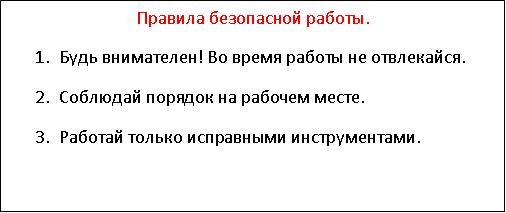 Правила безопасной работы.
1. Будь внимателен! Во время работы не отвлекайся.
2. Соблюдай порядок на рабочем месте.
3. Работай только исправными инструментами.